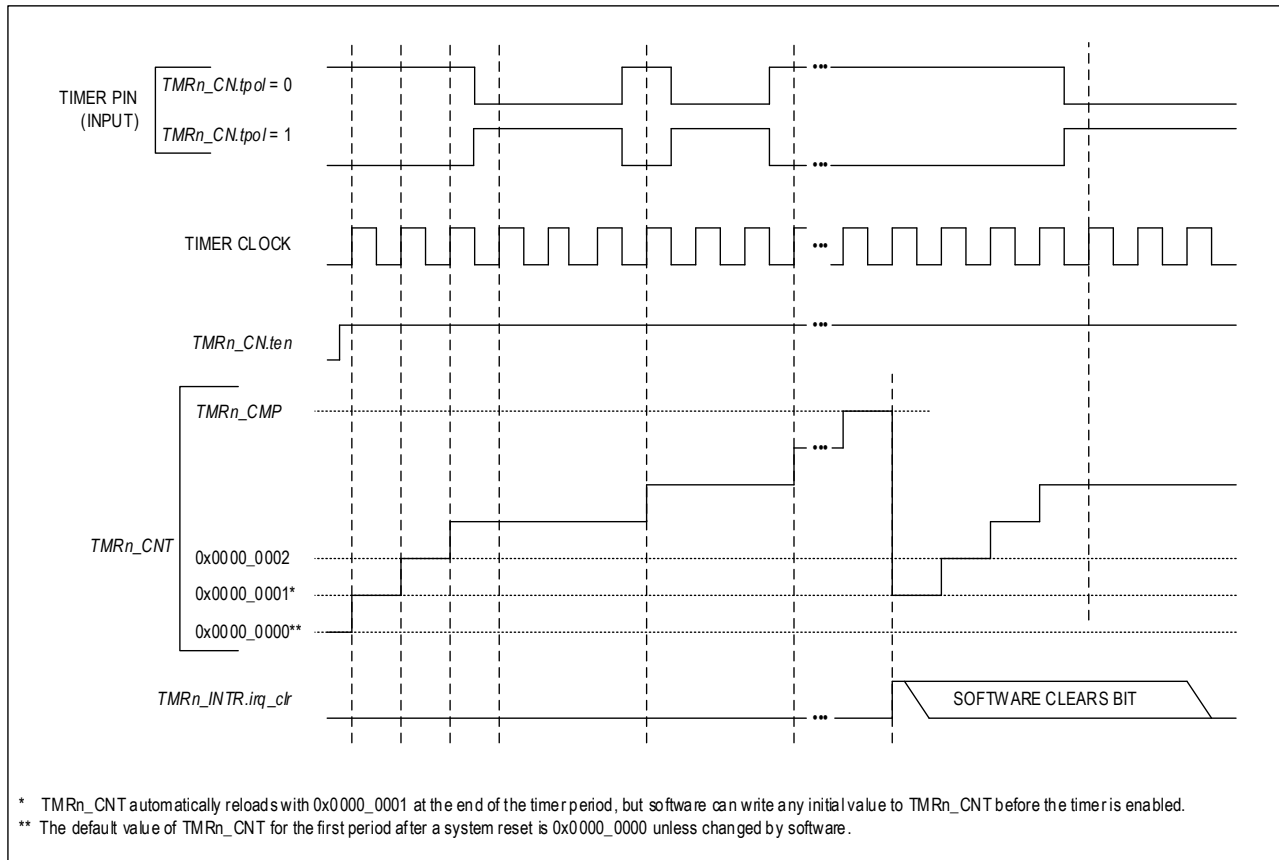 TMRn_CN.tpol = 0
TIMER PIN
(INPUT)
TMRn_CN.tpol = 1
TIMER CLOCK
TMRn_CN.ten
TMRn_CMP
TMRn_CNT
0x0000_0002
0x0000_0001*
0x0000_0000**
TMRn_INTR.irq_clr
SOFTWARE CLEARS BIT
* TMRn_CNT automatically reloads with 0x0000_0001 at the end of the timer period, but software can write any initial value to TMRn_CNT before the timer is enabled.
** The default value of TMRn_CNT for the first period after a system reset is 0x0000_0000 unless changed by software.